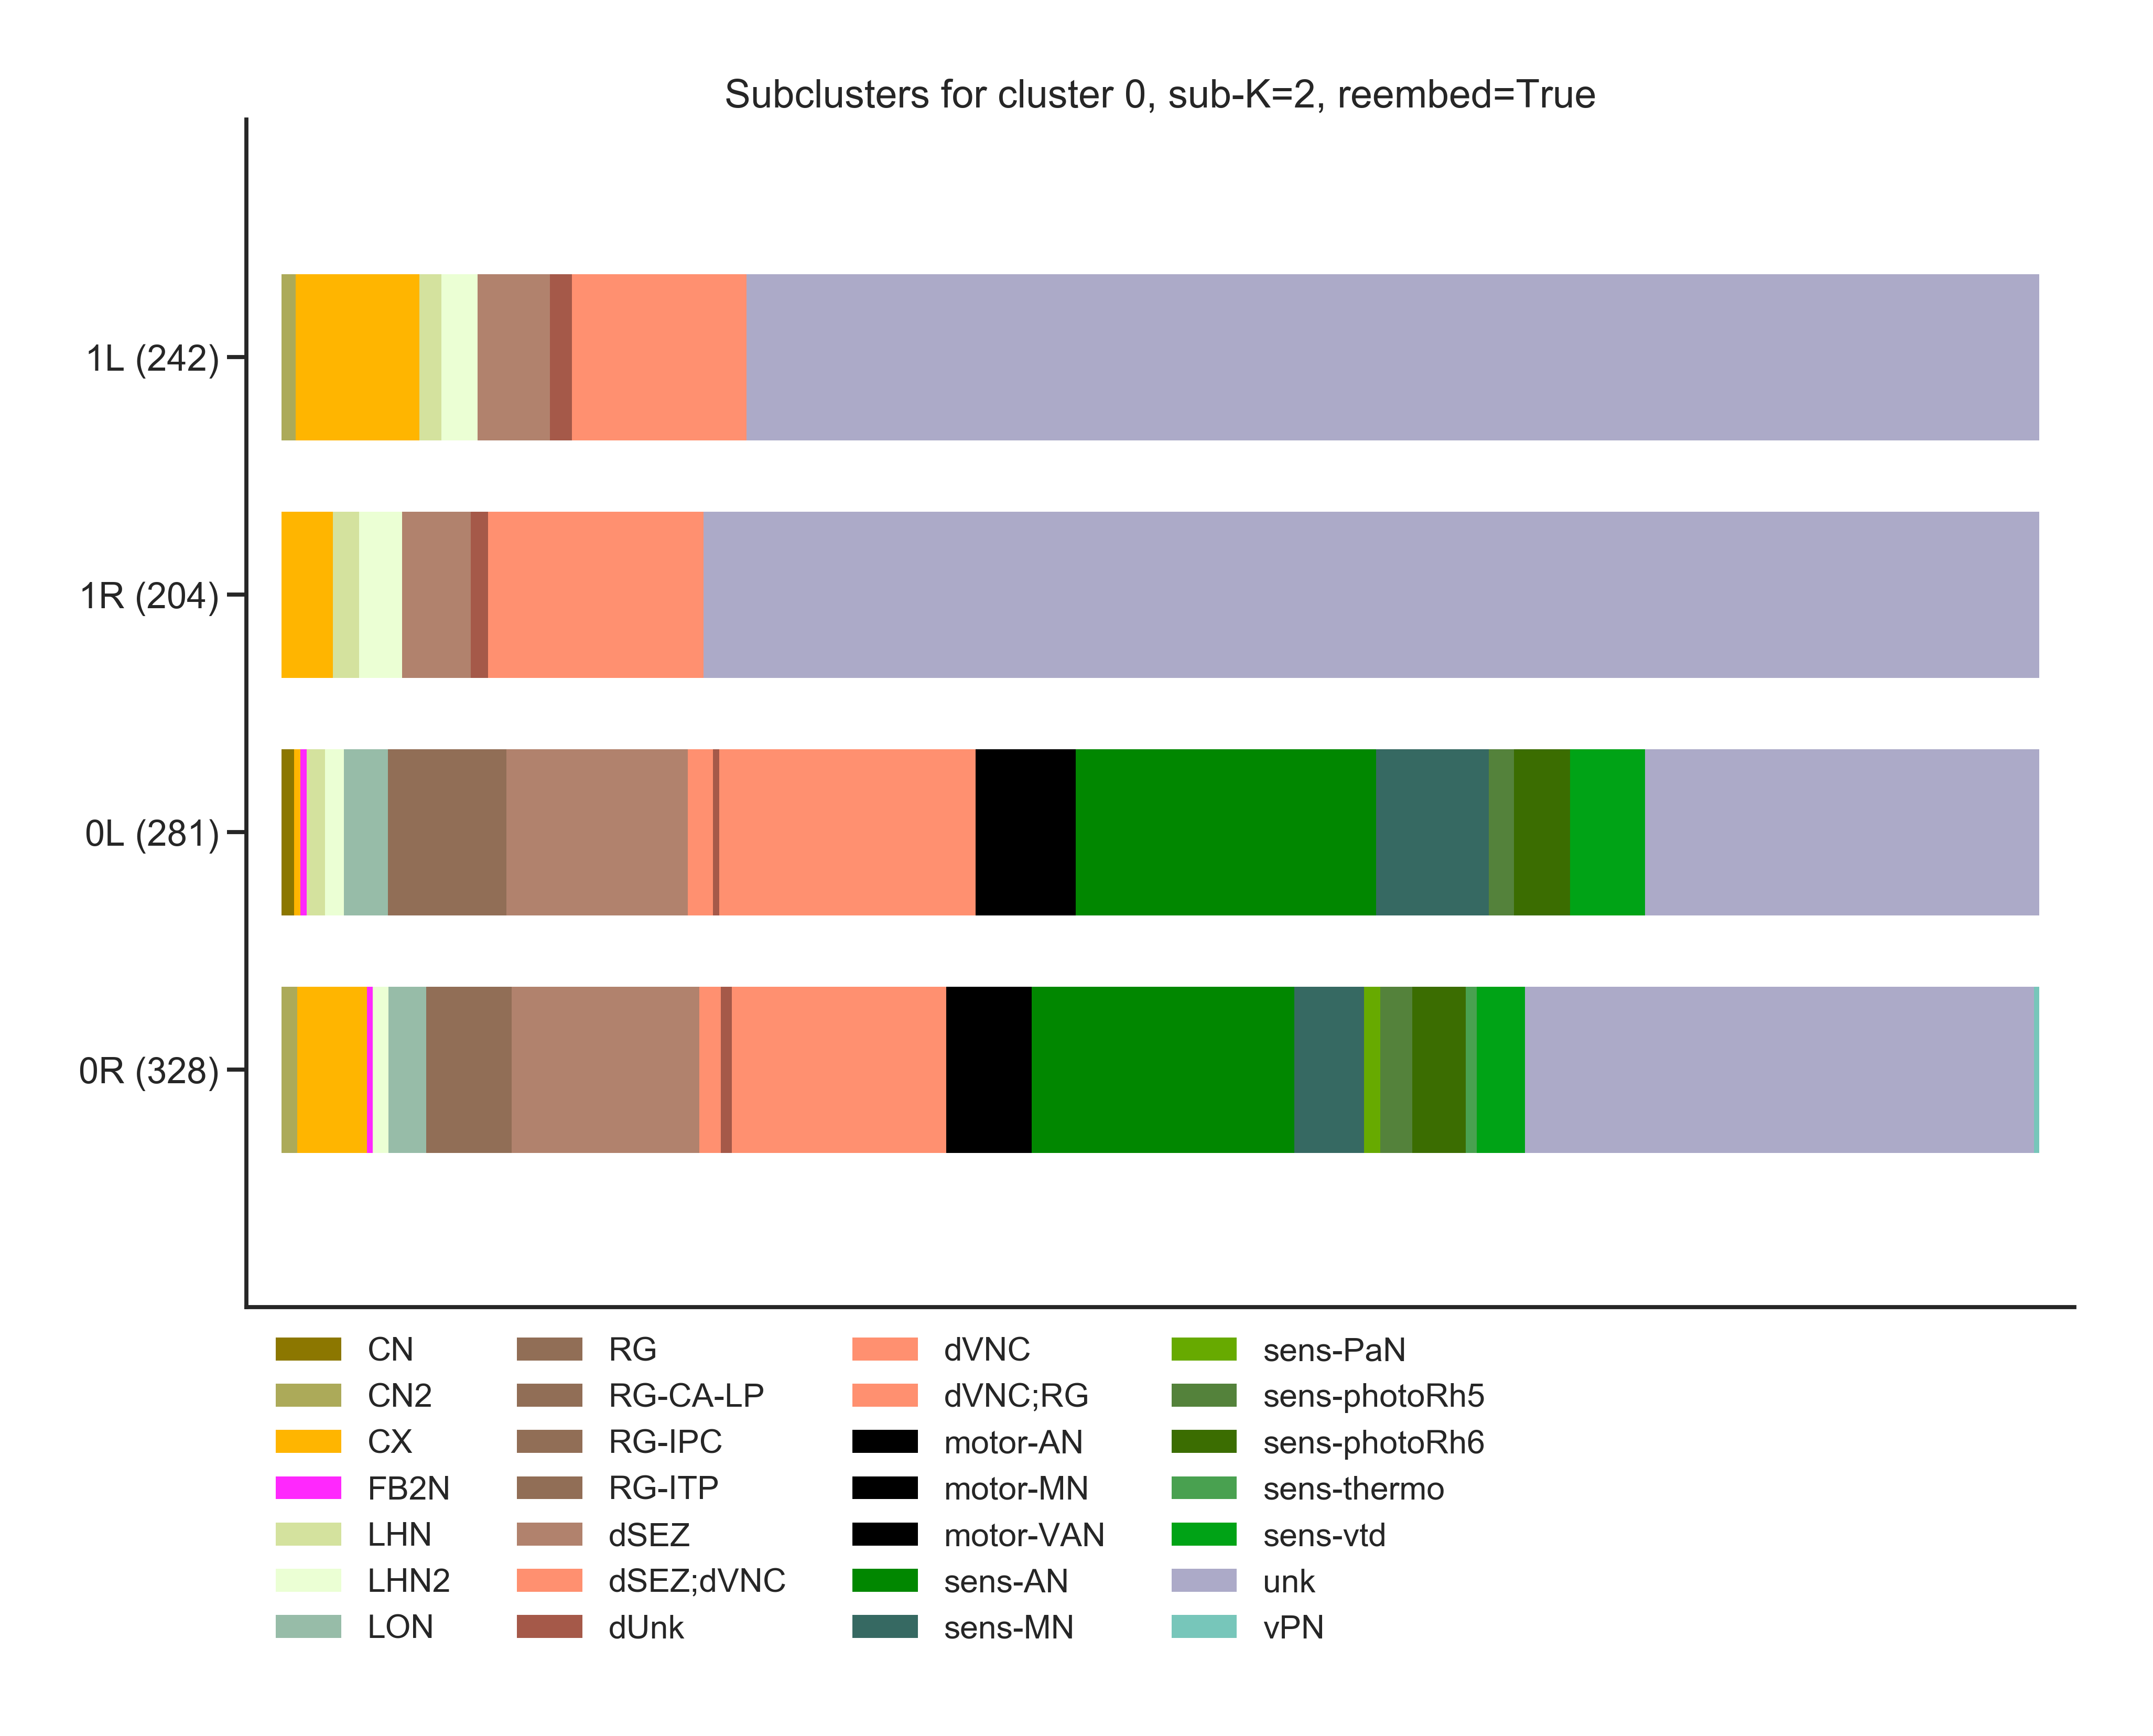 Subclusters for cluster 0, sub-K=2, reembed=True
1L (242)
1R (204)
0L (281)
0R (328)
CN
CN2
CX
FB2N
LHN
LHN2
LON
RG
RG-CA-LP
RG-IPC
RG-ITP
dSEZ
dSEZ;dVNC
dUnk
dVNC
dVNC;RG
motor-AN
motor-MN
motor-VAN
sens-AN
sens-MN
sens-PaN
sens-photoRh5
sens-photoRh6
sens-thermo
sens-vtd
unk
vPN